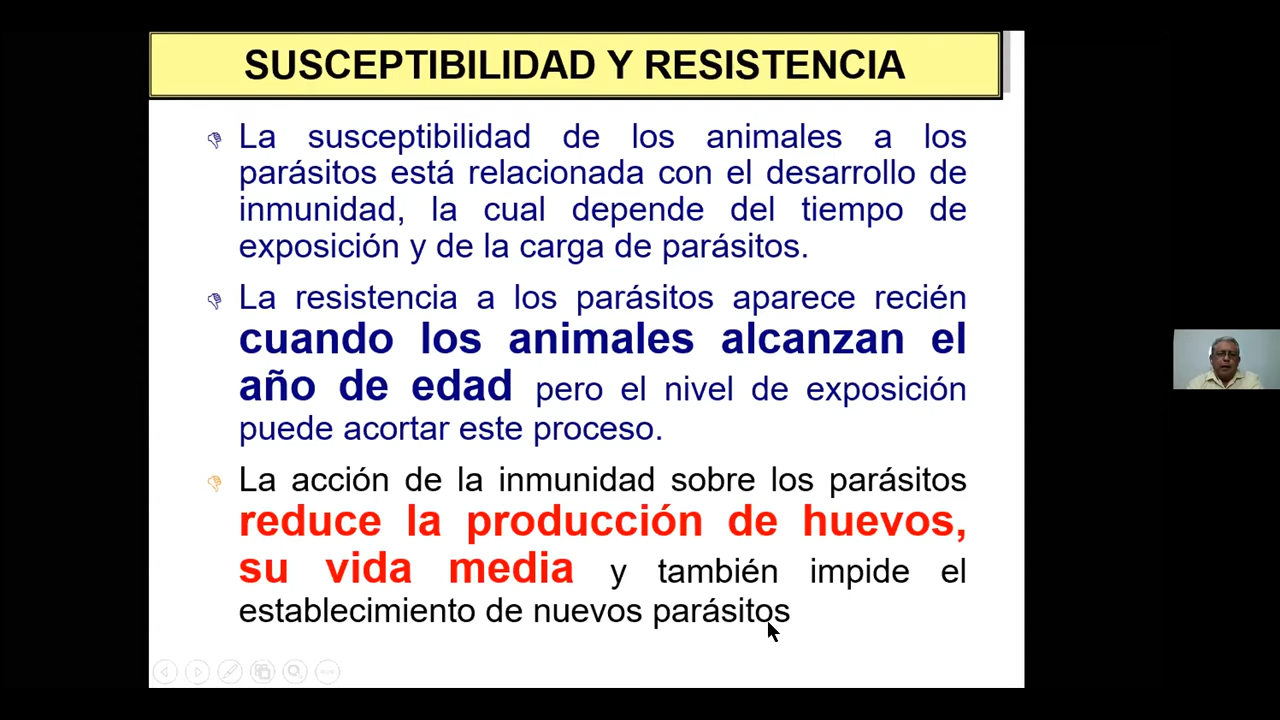 SUSCEPTIBILIDAD Y RESISTENCIA
La susceptibilidad de los animales a los
parásitos está relacionada con el desarrollo de
inmunidad, la cual depende del tiempo de
exposición y de la carga de parásitos.
La resistencia a los parásitos aparece recién
cuando los animales alcanzan el
año de edad pero el nivel de exposición
puede acortar este proceso.
La acción de la inmunidad sobre los parásitos
reduce la producción de huevos,
su vida media y también impide el
establecimiento de nuevos parásitos